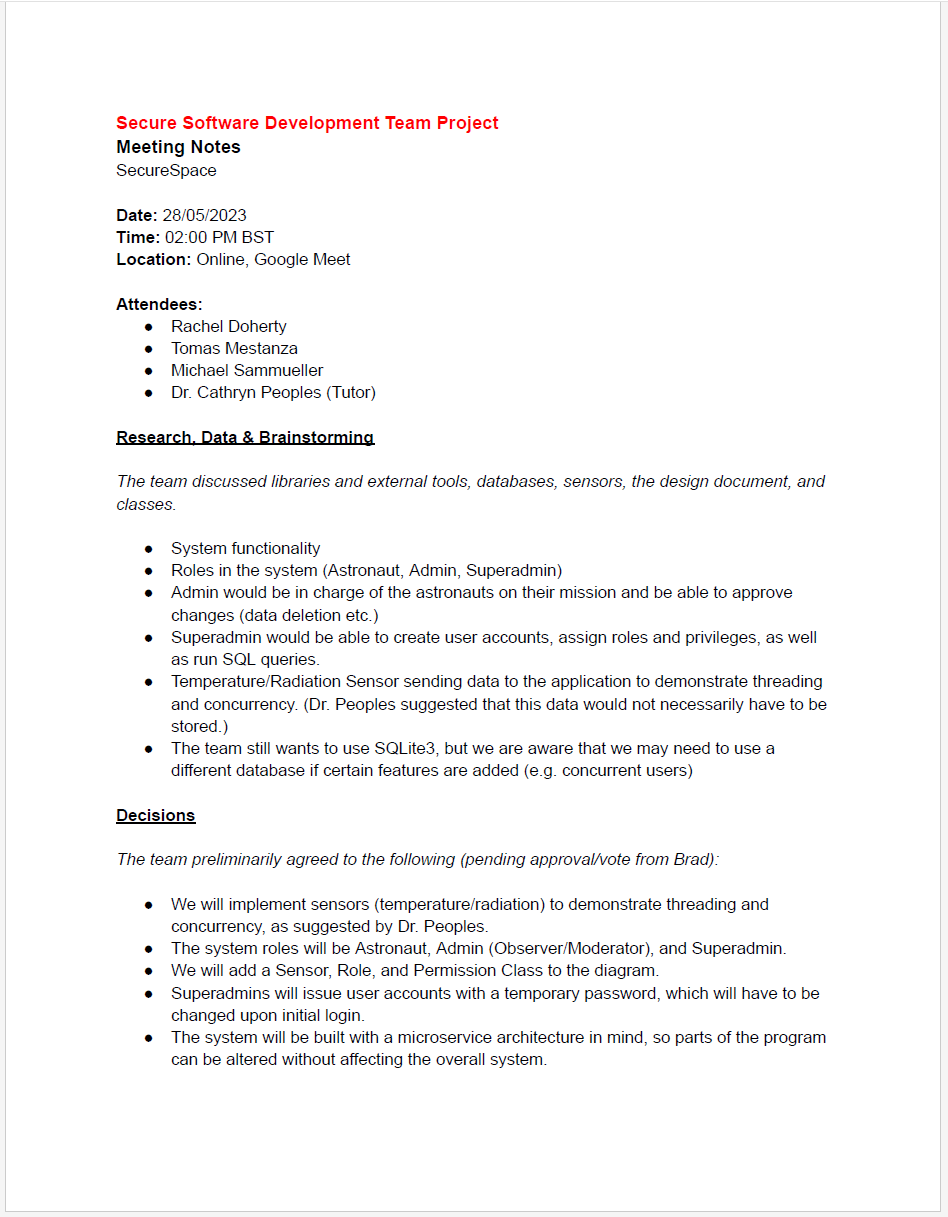 Secure Software Development Team Project
Meeting Notes
SecureSpace
Date: 28/05/2023
Time: 02:00 PM BST
Location: Online, Google Meet
Attendees:
● Rachel Doherty
● Tomas Mestanza
● Michael Sammueller
● Dr. Cathryn Peoples (Tutor)
Research, Data & Brainstorming
The team discussed libraries and external tools, databases, sensors, the design document, and
classes.
● System functionality
● Roles in the system (Astronaut, Admin, Superadmin)
● Admin would be in charge of the astronauts on their mission and be able to approve
changes (data deletion etc.)
● Superadmin would be able to create user accounts, assign roles and privileges, as well
as run SQL queries.
● Temperature/Radiation Sensor sending data to the application to demonstrate threading
and concurrency. (Dr. Peoples suggested that this data would not necessarily have to be
stored.)
● The team still wants to use SQLite3, but we are aware that we may need to use a
different database if certain features are added (e.g. concurrent users)
Decisions
The team preliminarily agreed to the following (pending approval/vote from Brad):
● We will implement sensors (temperature/radiation) to demonstrate threading and
concurrency, as suggested by Dr. Peoples.
● The system roles will be Astronaut, Admin (Observer/Moderator), and Superadmin.
● We will add a Sensor, Role, and Permission Class to the diagram.
● Superadmins will issue user accounts with a temporary password, which will have to be
changed upon initial login.
● The system will be built with a microservice architecture in mind, so parts of the program
can be altered without affecting the overall system.